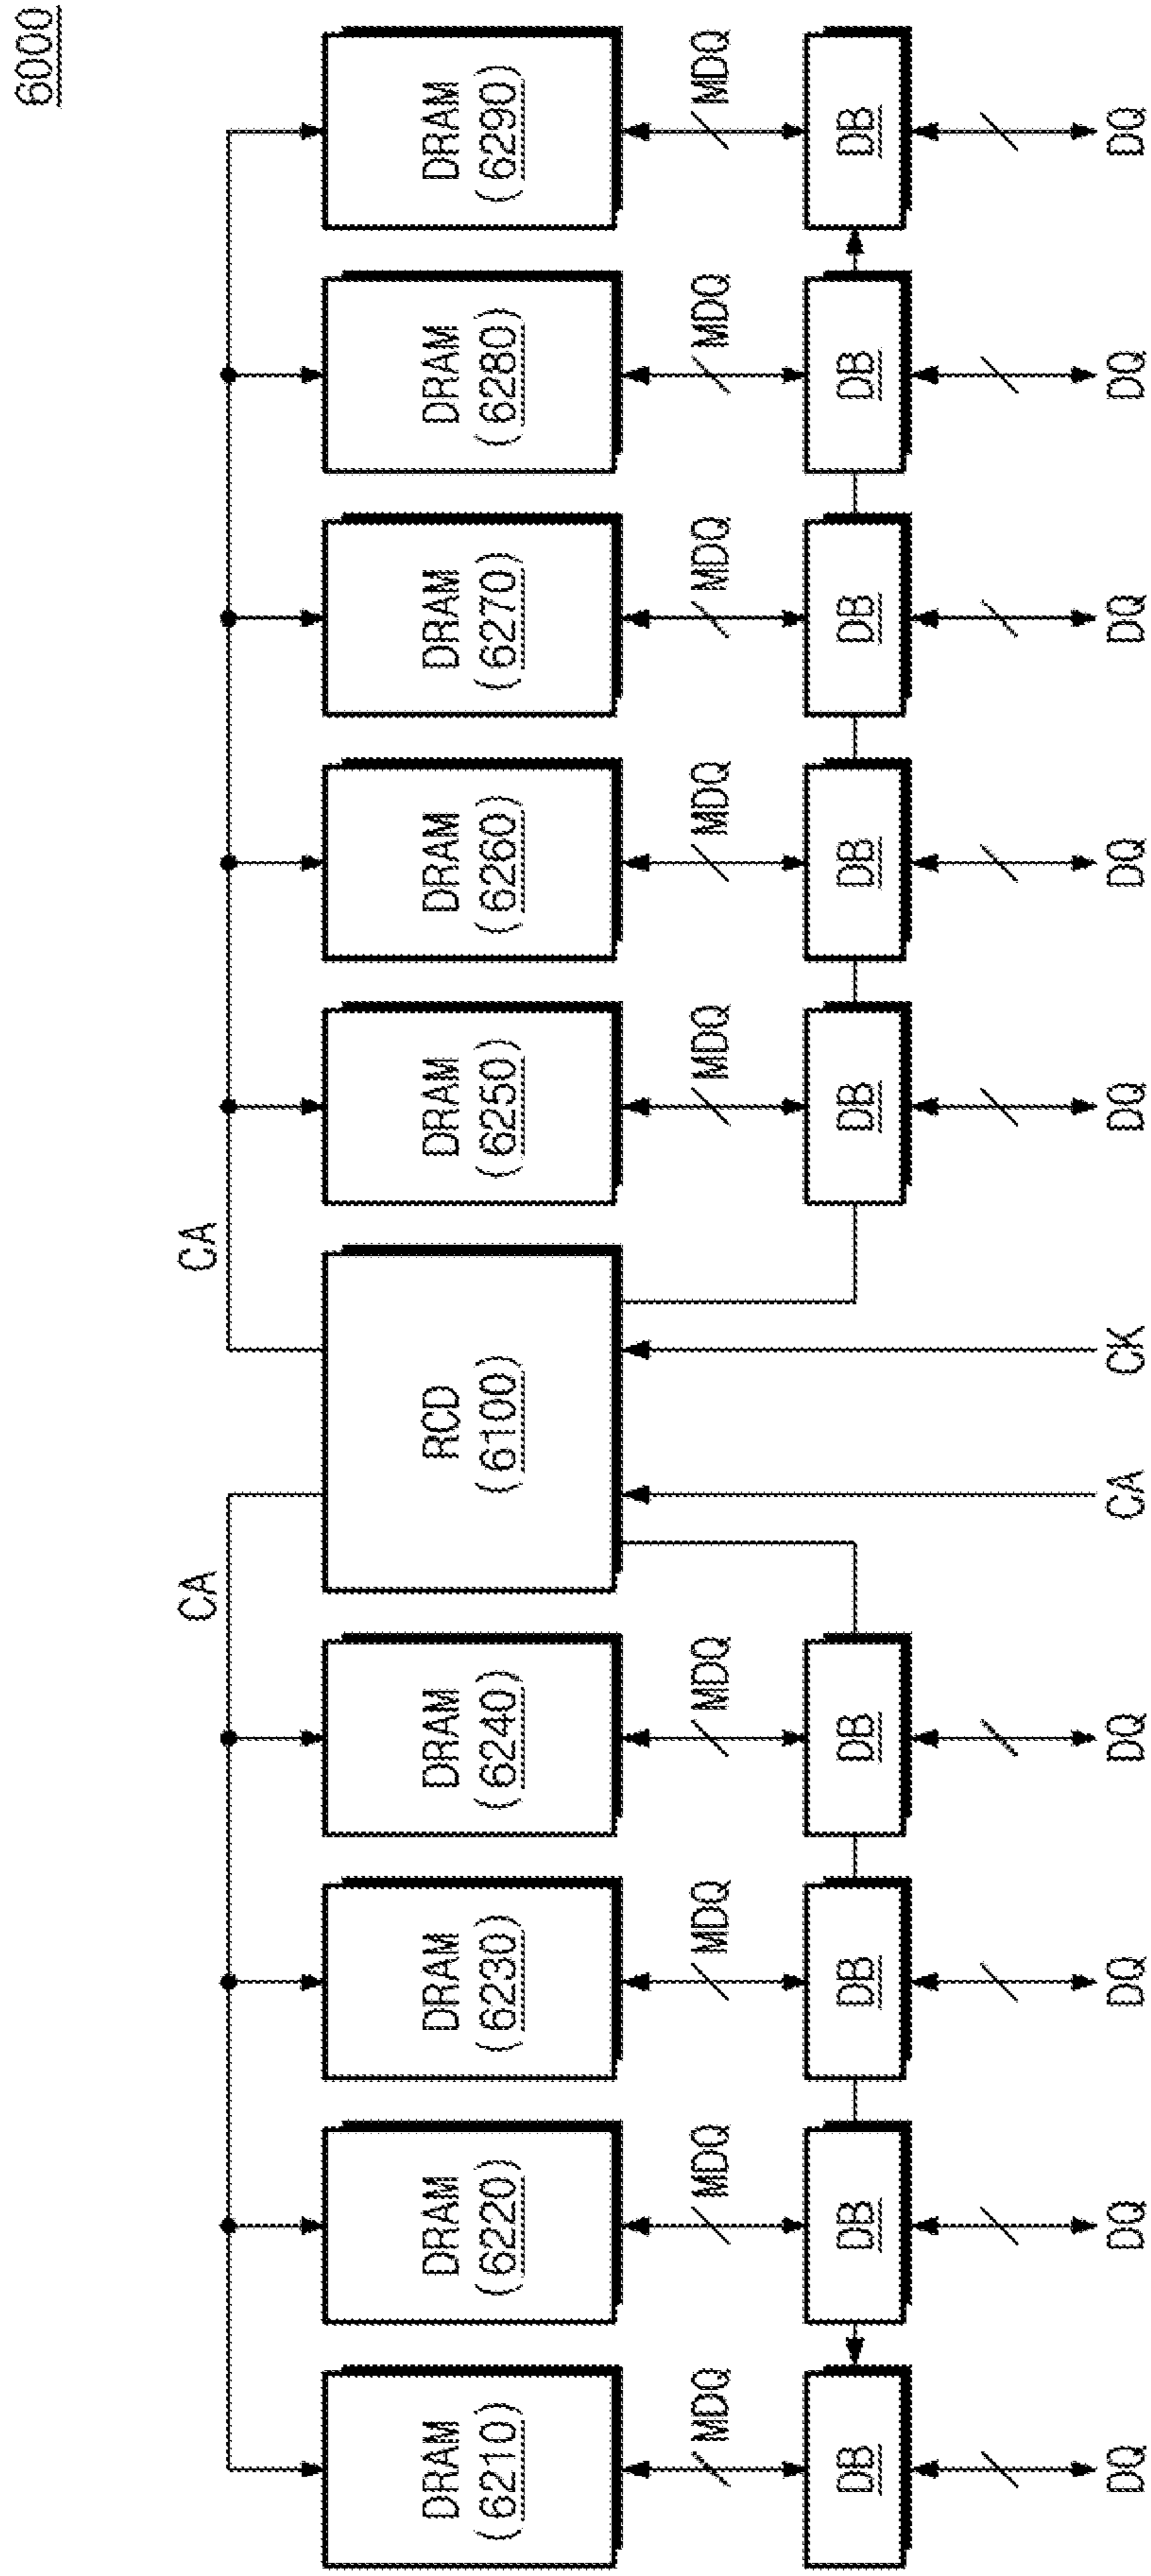 6000
CA
CA
DRAM
(6210)
DRAM
(6220)
DRAM
(6230)
DRAM
(6240)
RCD
(6100)
DRAM
(6250)
DRAM
(6260)
DRAM
(6270)
DRAM
(6280)
DRAM
(6290)
MDQ
MDQ
MDQ
MDQ
MDQ
MDQ
MDQ
MDQ
MDQ
DB
DB
DB
DB
DB
DB
DB
DB
DB
DQ
DQ
DQ
DQ
CA
CK
DQ
DQ
DQ
DQ
DQ